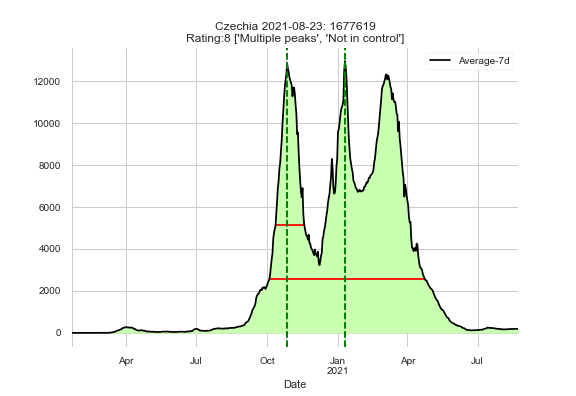 Czechia 2021-08-23: 1677619
Rating:8 ['Multiple peaks', 'Not in control']
Average-7d
12000
10000
8000
6000
4000
2000
0
Apr Jul Oct Jan Apr Jul
2021
Date